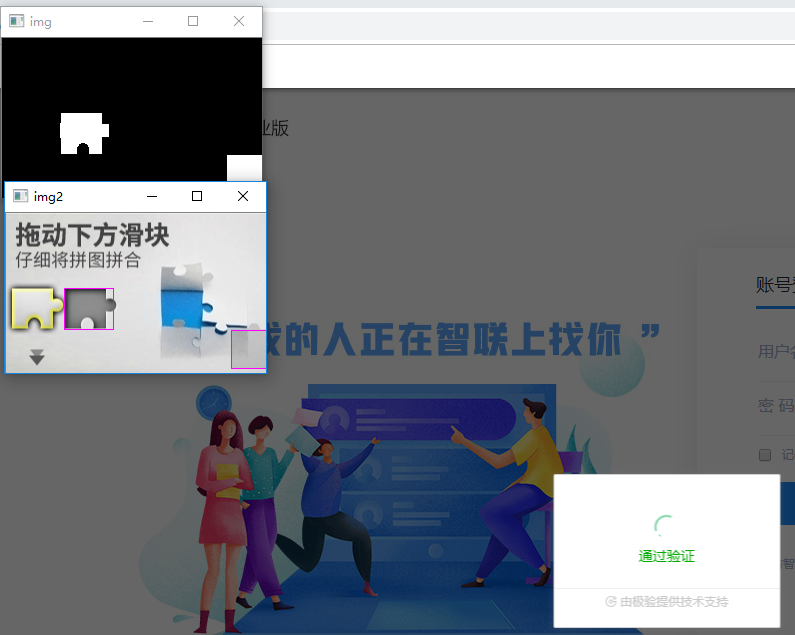 img
业版
img2
拖动下方滑块
仔细将拼图拼合
的人正在智联上找你 ”
账号
用户
密 码
记
通过验证
由极验提供技术支持